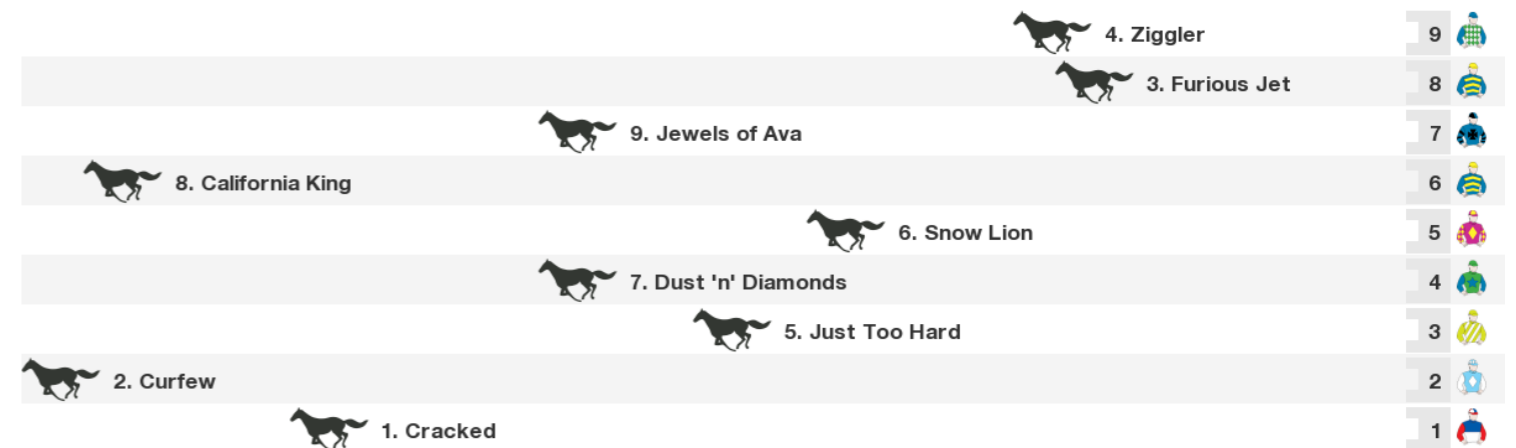 4. Ziggler 9
3. Furious Jet 8
9. Jewels of Ava 7
8. California King 6
6. Snow Lion 5
7. Dust 'n' Diamonds 4
5. Just Too Hard 3
2. Curfew 2
1. Cracked 1